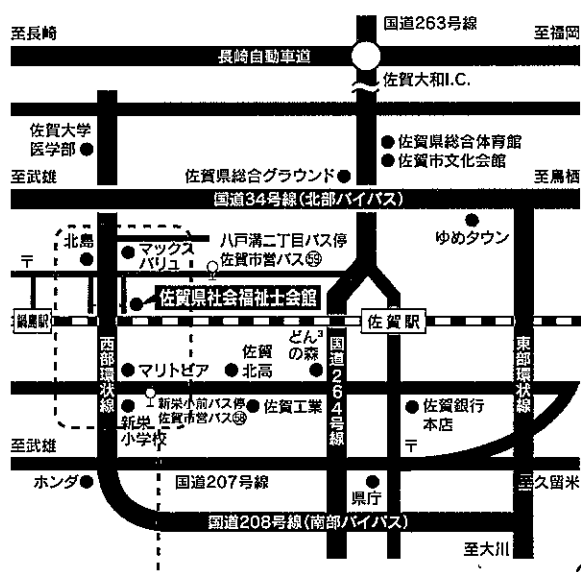 国道263号線
至長崎
至福岡
長崎自動車道
佐賀大和I.C.
佐賀大学
医学部
佐賀県総合体育館
佐賀市文化会館
佐賀県総合グラウンド
至武雄
至鳥栖
国道34号線(北部バイパス)
ゆめタウン
北島
マックス
バリュ
八戸溝二丁目バス停
佐賀市営バス㊴
〒
佐賀県社会福祉士会館
鍋島駅
佐賀駅
西部環状線
国道264号線
東部環状線
マリトピア
佐賀
北高
どん3
の森
新栄小前バス停
佐賀市営バス㊳
新栄
小学校
佐賀工業
佐賀銀行
本店
〒
至武雄
ホンダ
国道207号線
県庁
至久留米
国道208号線(南部バイパス)
至大川